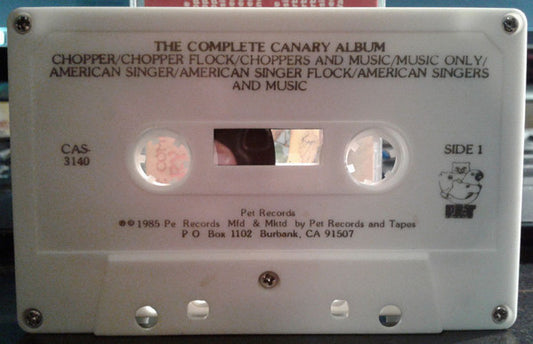 THE COMPLETE CANARY ALBUM
CHOPPER/CHOPPER FLOCK/CHOPPERS AND MUSIC/MUSIC ONLY/
AMERICAN SINGER/AMERICAN SINGER FLOCK/AMERICAN SINGERS
AND MUSIC
CAS-
3140
SIDE 1
Pet Records
℗ © 1985 Pe Records Mfd & Mktd by Pet Records and Tapes
P O Box 1102 Burbank, CA 91507